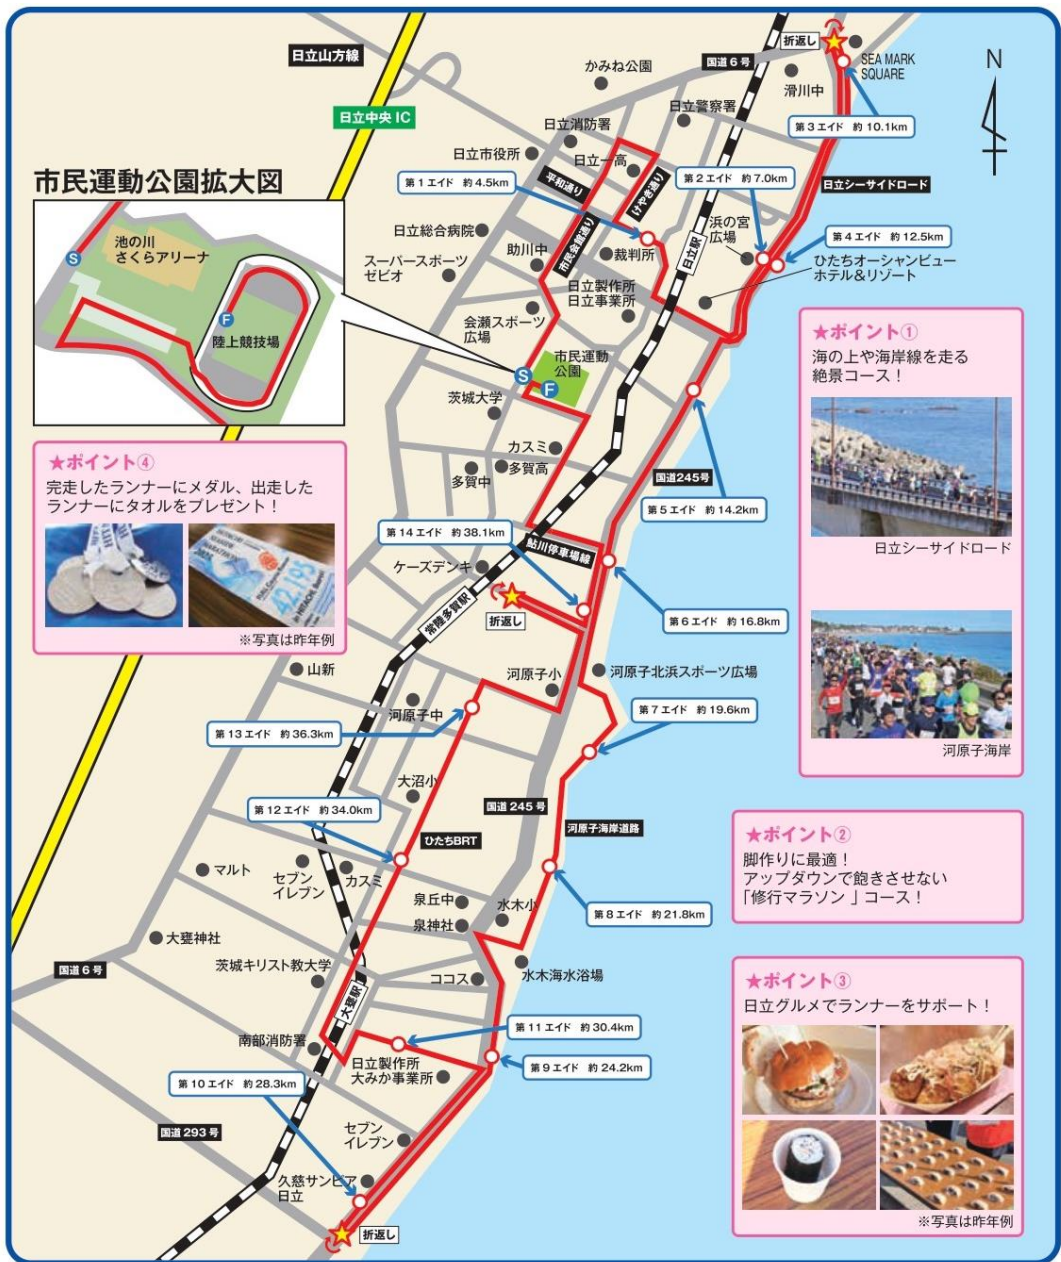 日立山方線
日立中央 IC
かみね公園
国道6号
折返し
SEA MARK
SQUARE
滑川中
N
日立警察署
第3エイド 約10.1km
日立消防署
日立市役所
日立一高
平和通り
けやき通り
第1エイド 約4.5km
第2エイド 約7.0km
日立シーサイドロード
日立総合病院
市民会館通り
浜の宮
広場
第4エイド 約12.5km
助川中
裁判所
日立駅
ひたちオーシャンビュー
ホテル&リゾート
スーパースポーツ
ゼビオ
日立製作所
日立事業所
会瀬スポーツ
広場
市民運動
公園
S
F
茨城大学
カスミ
多賀高
多賀中
国道245号
第5エイド 約14.2km
第14エイド 約38.1km
鮎川停車場線
ケーズデンキ
常陸多賀駅
折返し
第6エイド 約16.8km
山新
河原子小
河原子北浜スポーツ広場
河原子中
第7エイド 約19.6km
第13エイド 約36.3km
大沼小
国道245号
第12エイド 約34.0km
ひたちBRT
河原子海岸道路
マルト
セブン
イレブン
カスミ
泉丘中
泉神社
水木小
第8エイド 約21.8km
大甕神社
国道6号
茨城キリスト教大学
大甕駅
ココス
水木海水浴場
南部消防署
第11エイド 約30.4km
日立製作所
大みか事業所
第9エイド 約24.2km
第10エイド 約28.3km
セブン
イレブン
国道293号
久慈サンピア
日立
折返し
市民運動公園拡大図
池の川
さくらアリーナ
S
F
陸上競技場
★ポイント①
海の上や海岸線を走る
絶景コース！
日立シーサイドロード
河原子海岸
★ポイント②
脚作りに最適！
アップダウンで飽きさせない
「修行マラソン」コース！
★ポイント③
日立グルメでランナーをサポート！
※写真は昨年例
★ポイント④
完走したランナーにメダル、出走した
ランナーにタオルをプレゼント！
42.195
※写真は昨年例